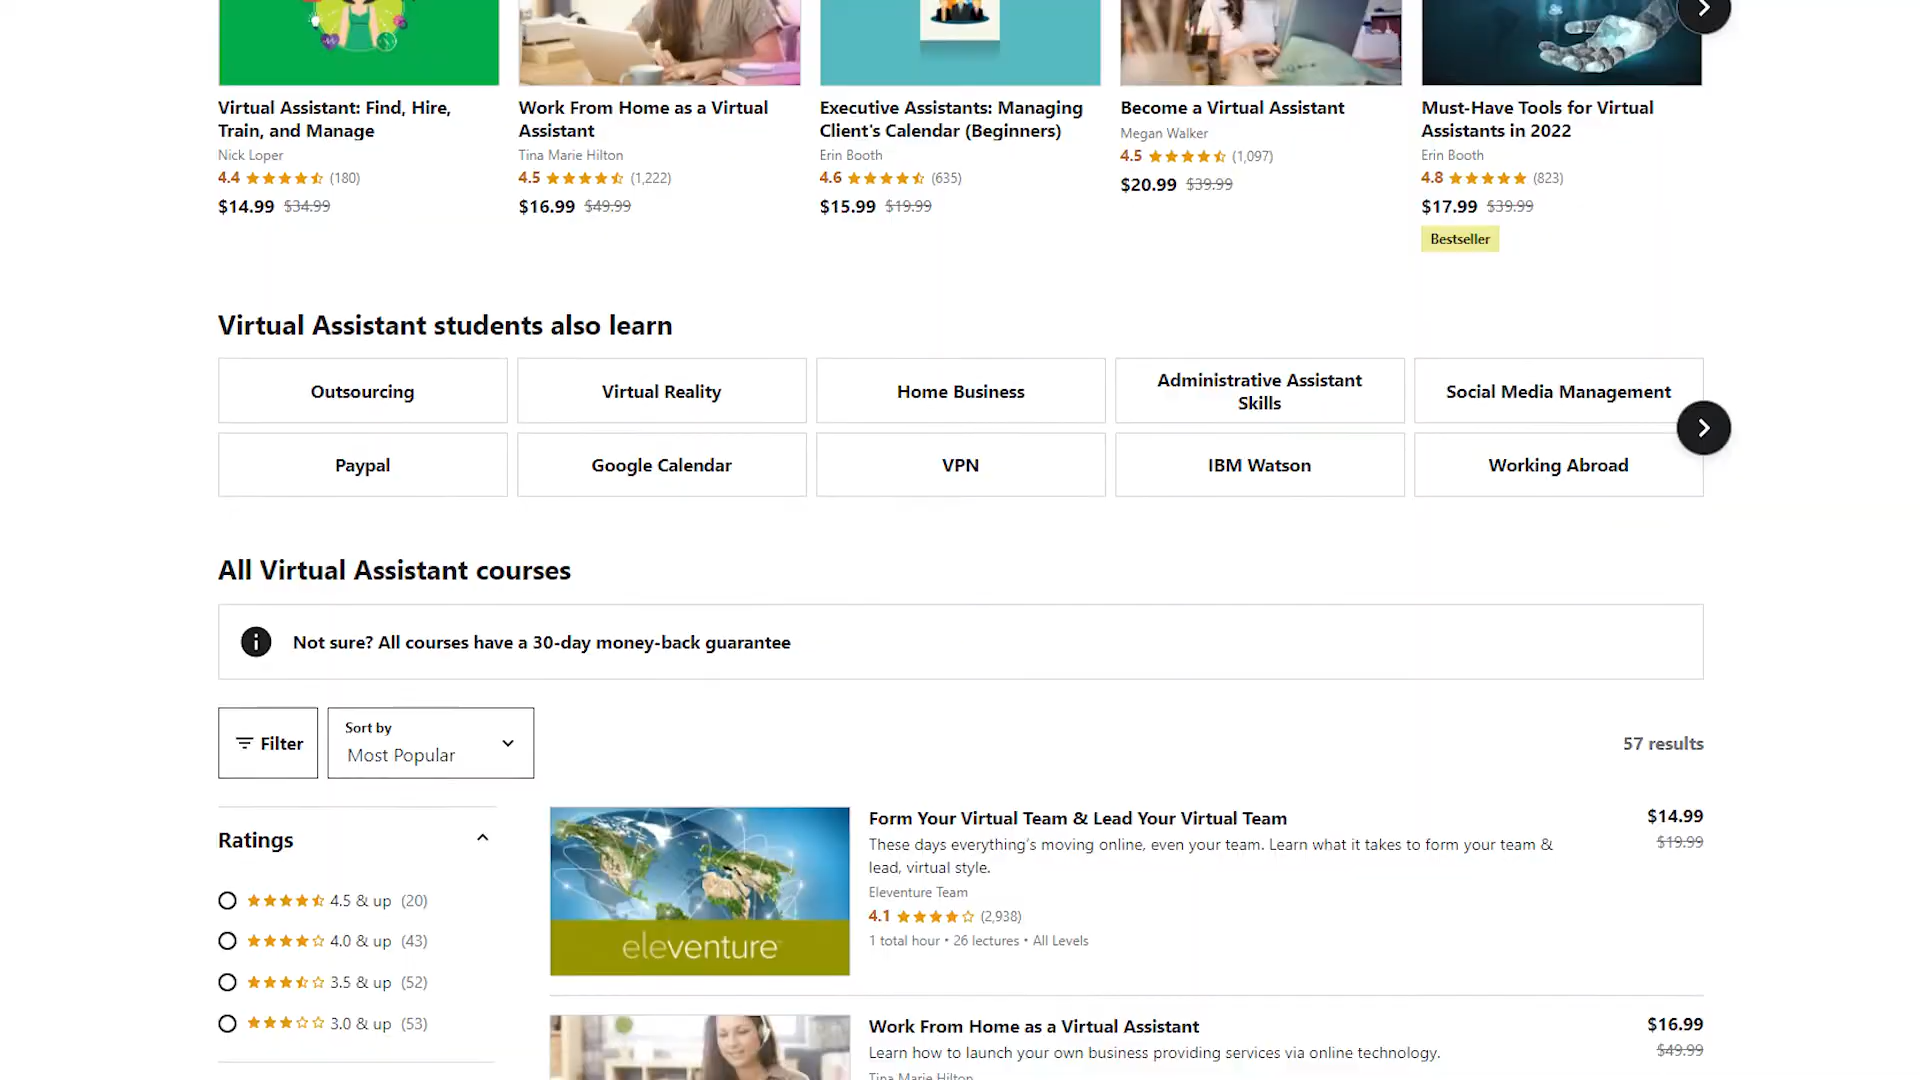 Virtual Assistant: Find, Hire,
Train, and Manage
Nick Loper
4.4 (180)
$14.99 $34.99
Work From Home as a Virtual
Assistant
Tina Marie Hilton
4.5 (1,222)
$16.99 $49.99
Executive Assistants: Managing
Client's Calendar (Beginners)
Erin Booth
4.6 (635)
$15.99 $19.99
Become a Virtual Assistant
Megan Walker
4.5 (1,097)
$20.99 $39.99
Must-Have Tools for Virtual
Assistants in 2022
Erin Booth
4.8 (823)
$17.99 $39.99
Bestseller
Virtual Assistant students also learn
Outsourcing
Virtual Reality
Home Business
Administrative Assistant
Skills
Social Media Management
Paypal
Google Calendar
VPN
IBM Watson
Working Abroad
All Virtual Assistant courses
Not sure? All courses have a 30-day money-back guarantee
Filter
Sort by
Most Popular
57 results
Ratings
4.5 & up (20)
4.0 & up (43)
3.5 & up (52)
3.0 & up (53)
eleventure
Form Your Virtual Team & Lead Your Virtual Team
These days everything's moving online, even your team. Learn what it takes to form your team &
lead, virtual style.
Eleventure Team
4.1 (2,938)
1 total hour • 26 lectures • All Levels
$14.99
$19.99
Work From Home as a Virtual Assistant
Learn how to launch your own business providing services via online technology.
Tina Marie Hilton
$16.99
$49.99